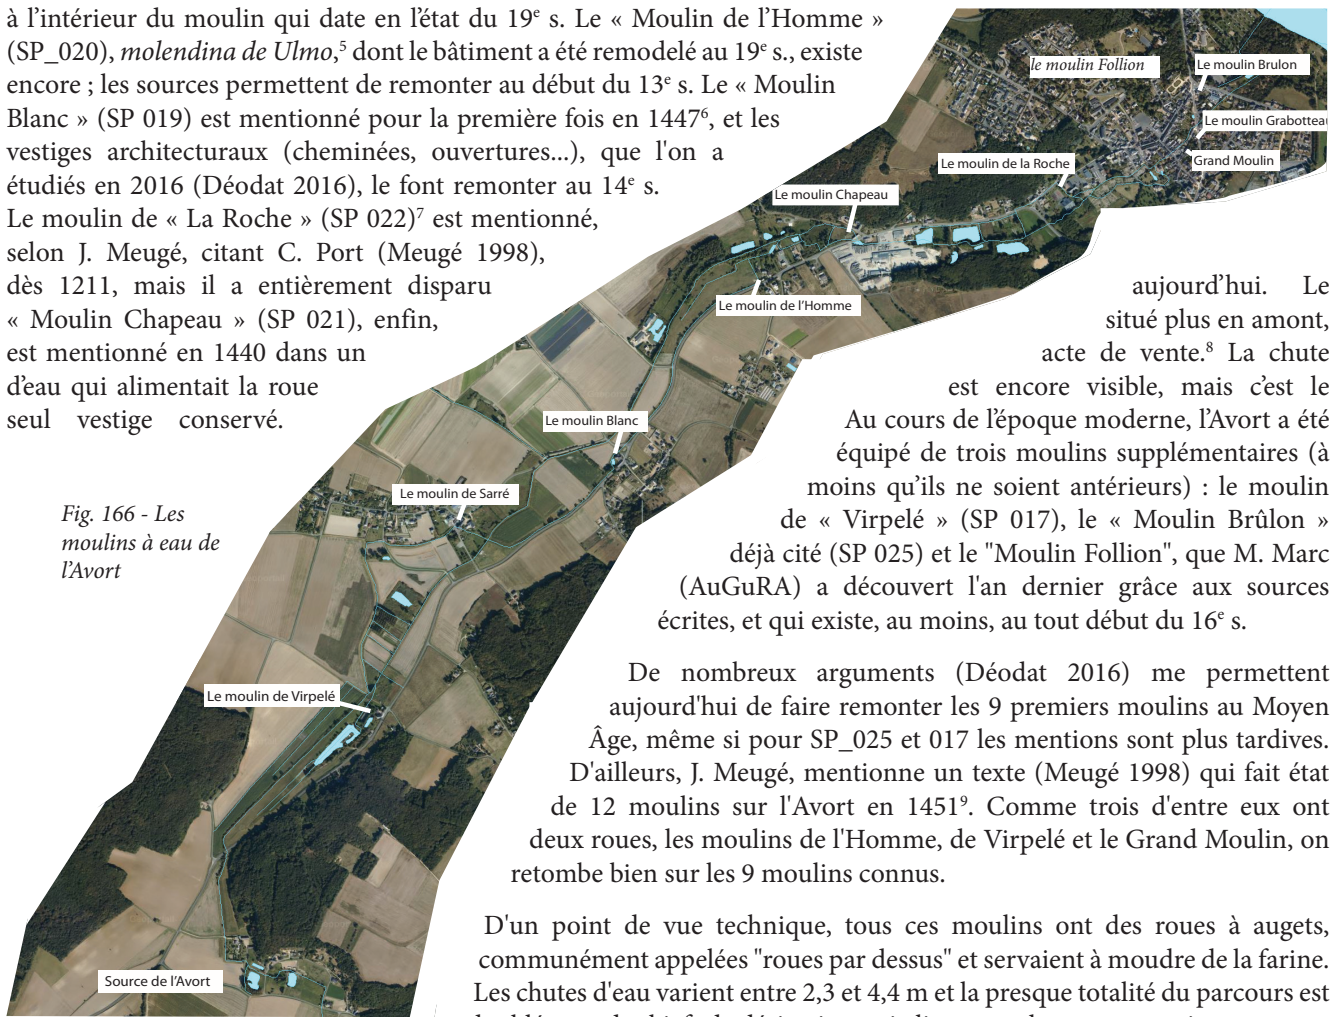 à l’intérieur du moulin qui date en l’état du 19e s. Le « Moulin de l’Homme »
(SP_020), molendina de Ulmo,5 dont le bâtiment a été remodelé au 19e s., existe
encore ; les sources permettent de remonter au début du 13e s. Le « Moulin
Blanc » (SP 019) est mentionné pour la première fois en 14476, et les
vestiges architecturaux (cheminées, ouvertures...), que l'on a
étudiés en 2016 (Déodat 2016), le font remonter au 14e s.
Le moulin de « La Roche » (SP 022)7 est mentionné,
selon J. Meugé, citant C. Port (Meugé 1998),
dès 1211, mais il a entièrement disparu
aujourd’hui. Le
« Moulin Chapeau » (SP 021), enfin,
situé plus en amont,
est mentionné en 1440 dans un
acte de vente.8 La chute
d’eau qui alimentait la roue
est encore visible, mais c’est le
seul vestige conservé.
Au cours de l’époque moderne, l’Avort a été
équipé de trois moulins supplémentaires (à
moins qu’ils ne soient antérieurs) : le moulin
de « Virpelé » (SP 017), le « Moulin Brûlon »
déjà cité (SP 025) et le "Moulin Follion", que M. Marc
(AuGuRA) a découvert l'an dernier grâce aux sources
écrites, et qui existe, au moins, au tout début du 16e s.
De nombreux arguments (Déodat 2016) me permettent
aujourd'hui de faire remonter les 9 premiers moulins au Moyen
Âge, même si pour SP_025 et 017 les mentions sont plus tardives.
D'ailleurs, J. Meugé, mentionne un texte (Meugé 1998) qui fait état
de 12 moulins sur l'Avort en 14519. Comme trois d'entre eux ont
deux roues, les moulins de l'Homme, de Virpelé et le Grand Moulin, on
retombe bien sur les 9 moulins connus.
D'un point de vue technique, tous ces moulins ont des roues à augets,
communément appelées "roues par dessus" et servaient à moudre de la farine.
Les chutes d'eau varient entre 2,3 et 4,4 m et la presque totalité du parcours est
le moulin Follion
Le moulin Brulon
Le moulin Grabotteau
Grand Moulin
Le moulin de la Roche
Le moulin Chapeau
Le moulin de l’Homme
Le moulin Blanc
Le moulin de Sarré
Le moulin de Virpelé
Source de l’Avort
Fig. 166 - Les
moulins à eau de
l’Avort